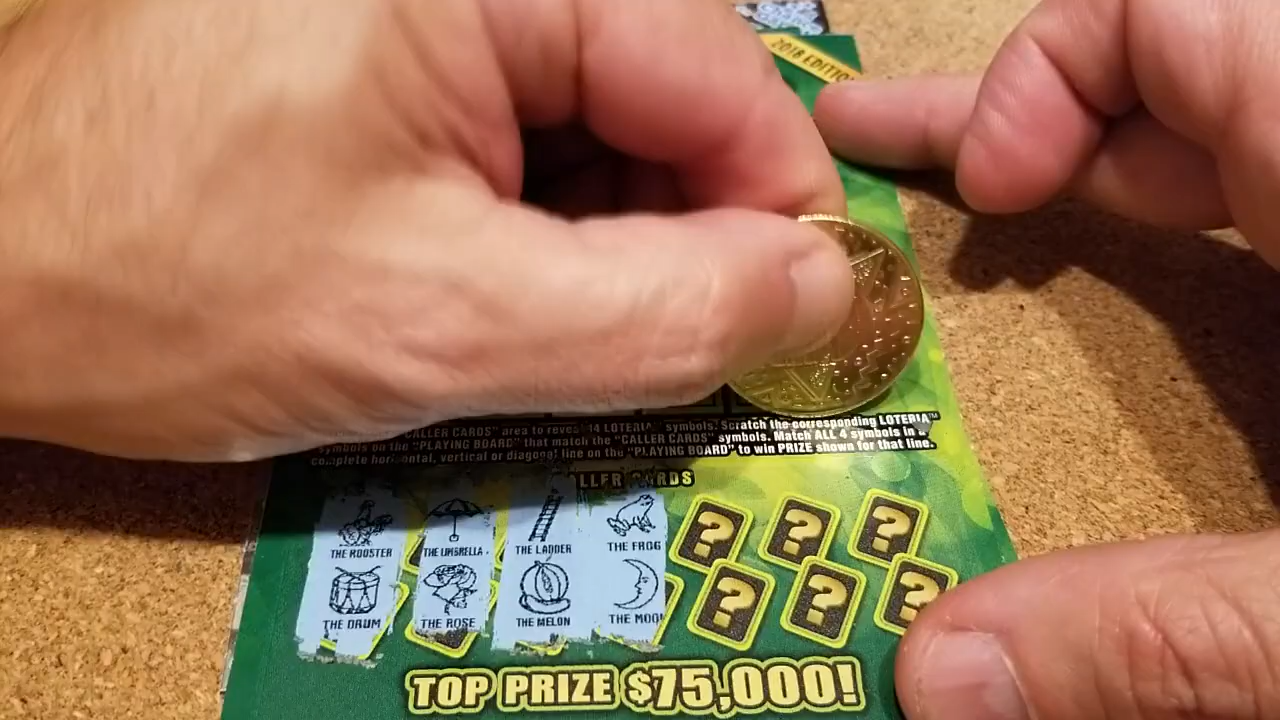 2018 EDITION
CALLER CARDS" area to reveal 14 LOTERIA™ symbols. Scratch the corresponding LOTERIA™
symbols on the "PLAYING BOARD" that match the "CALLER CARDS" symbols. Match ALL 4 symbols in a
complete horizontal, vertical or diagonal line on the "PLAYING BOARD" to win PRIZE shown for that line.
CALLER CARDS
THE ROOSTER THE UMBRELLA THE LADDER THE FROG ? ? ?
THE DRUM THE ROSE THE MELON THE MOON ? ? ?
TOP PRIZE $75,000!